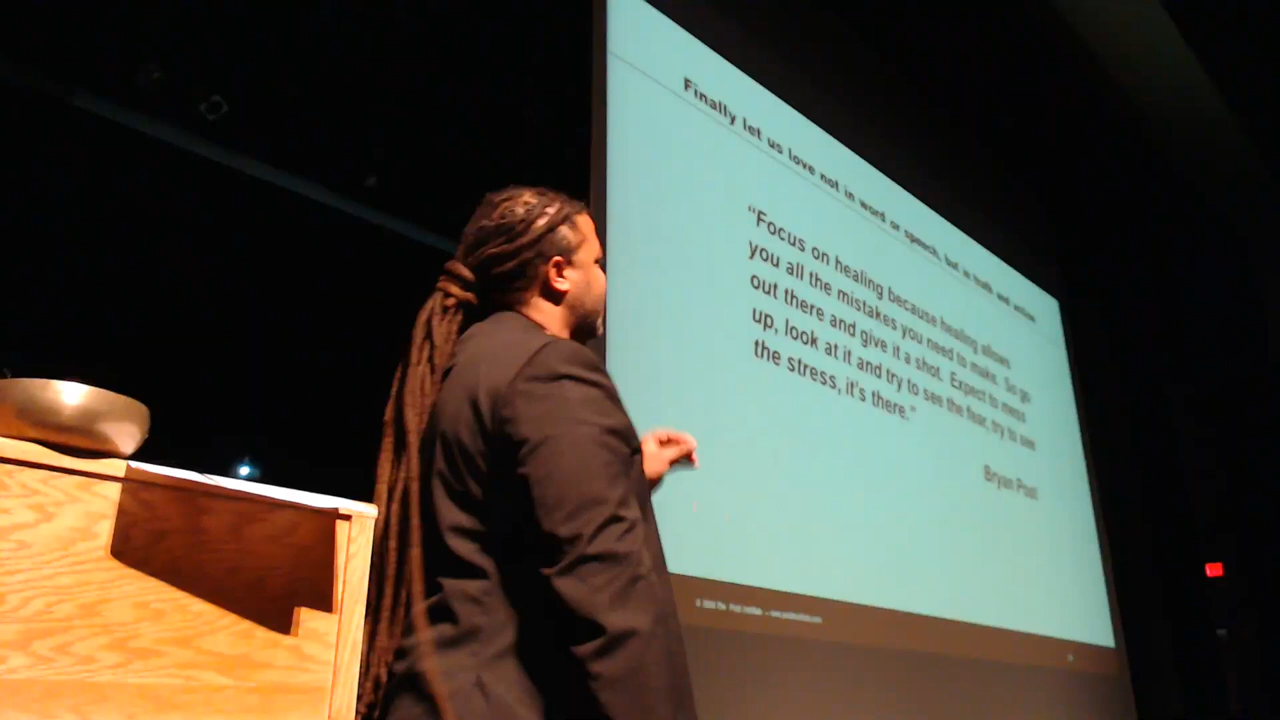 Finally let us love not in word or speech, but in truth and action
“Focus on healing because healing allows
you all the mistakes you need to make. So go
out there and give it a shot. Expect to mess
up, look at it and try to see the fear, try to see
the stress, it's there.”
Bryan Post
Post Institute